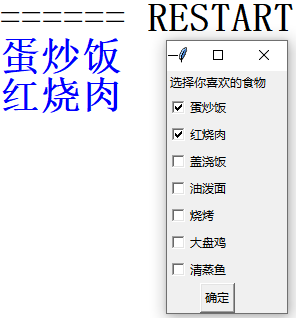 ====== RESTART
蛋炒饭
红烧肉
选择你喜欢的食物
蛋炒饭
红烧肉
盖浇饭
油泼面
烧烤
大盘鸡
清蒸鱼
确定